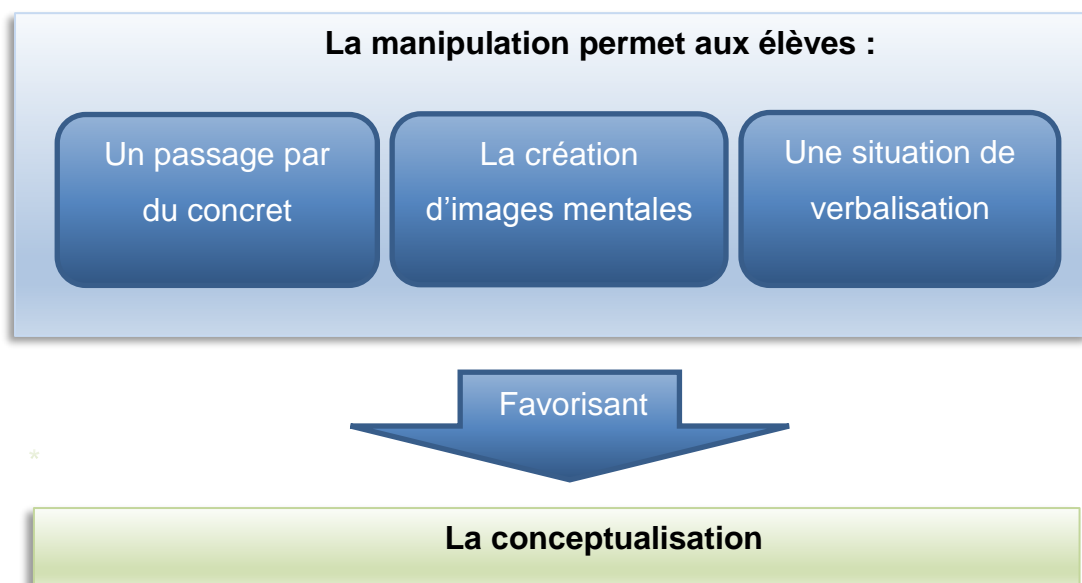 La manipulation permet aux élèves :
Un passage par
du concret
La création
d’images mentales
Une situation de
verbalisation
Favorisant
*
La conceptualisation